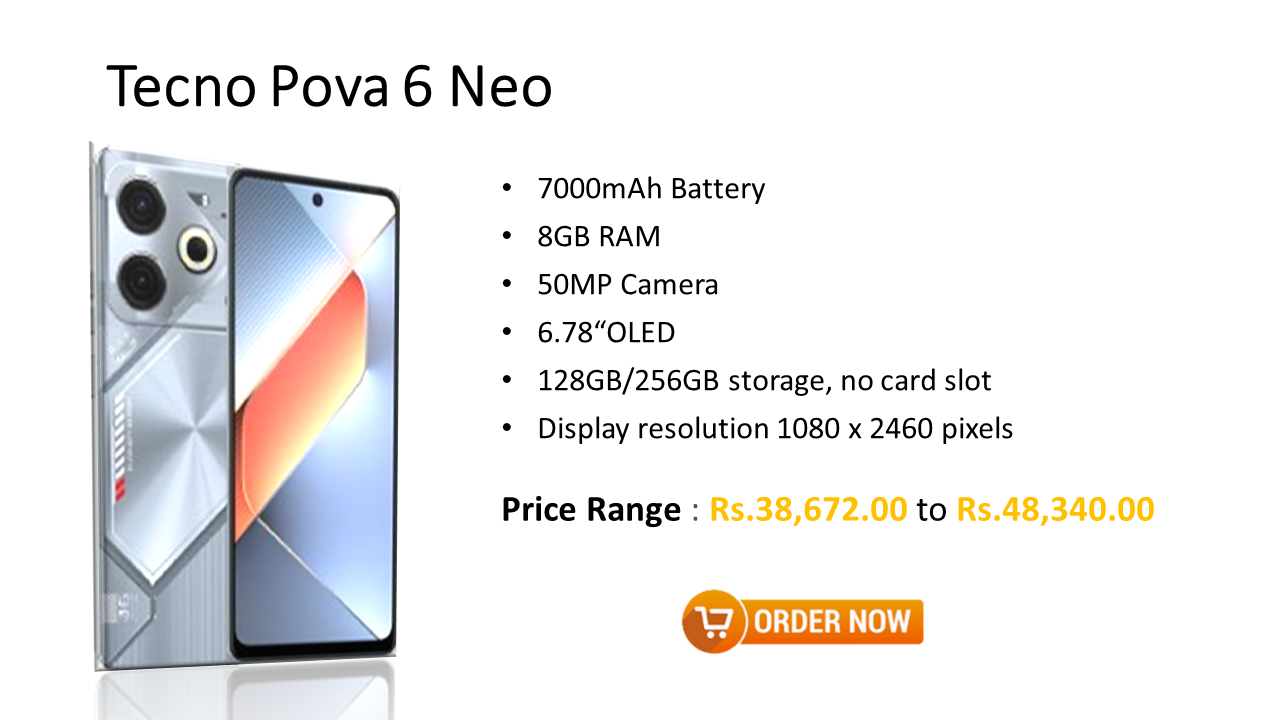 Tecno Pova 6 Neo
• 7000mAh Battery
• 8GB RAM
• 50MP Camera
• 6.78“OLED
• 128GB/256GB storage, no card slot
• Display resolution 1080 x 2460 pixels
Price Range : Rs.38,672.00 to Rs.48,340.00
ORDER NOW